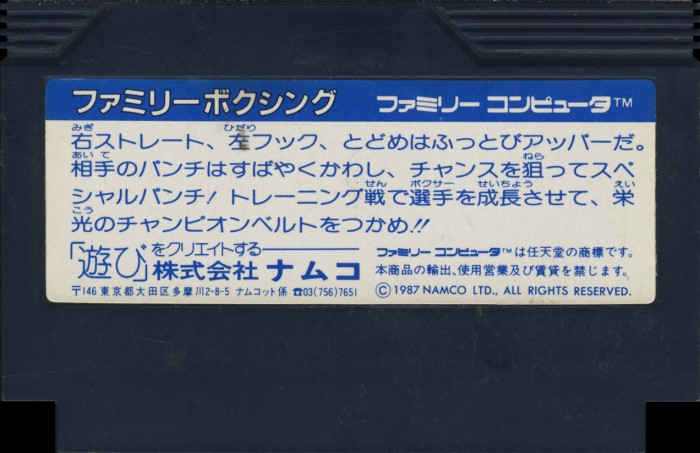 ファミリーボクシング ファミリー コンピュータ™
右ストレート、左フック、とどめはふっとびアッパーだ。
相手のパンチはすばやくかわし、チャンスを狙ってスペ
シャルパンチ! トレーニング戦で選手を成長させて、栄
光のチャンピオンベルトをつかめ!!
「遊び」をクリエイトする
株式会社 ナムコ
〒146 東京都大田区多摩川2-8-5 ナムコット係 ☎03(756)7651
ファミリー コンピュータ™は任天堂の商標です。
本商品の輸出、使用営業及び賃貸を禁じます。
©1987 NAMCO LTD., ALL RIGHTS RESERVED.